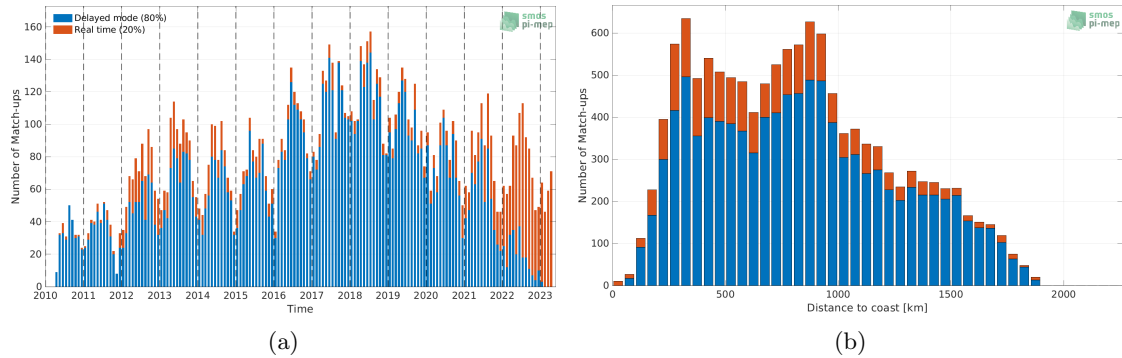 Delayed mode (80%)
Real time (20%)
smos
pi-mep
Number of Match-ups
160
140
120
100
80
60
40
20
0
2010 2011 2012 2013 2014 2015 2016 2017 2018 2019 2020 2021 2022 2023
Time
(a)
smos
pi-mep
Number of Match-ups
600
500
400
300
200
100
0
0 500 1000 1500 2000
Distance to coast [km]
(b)